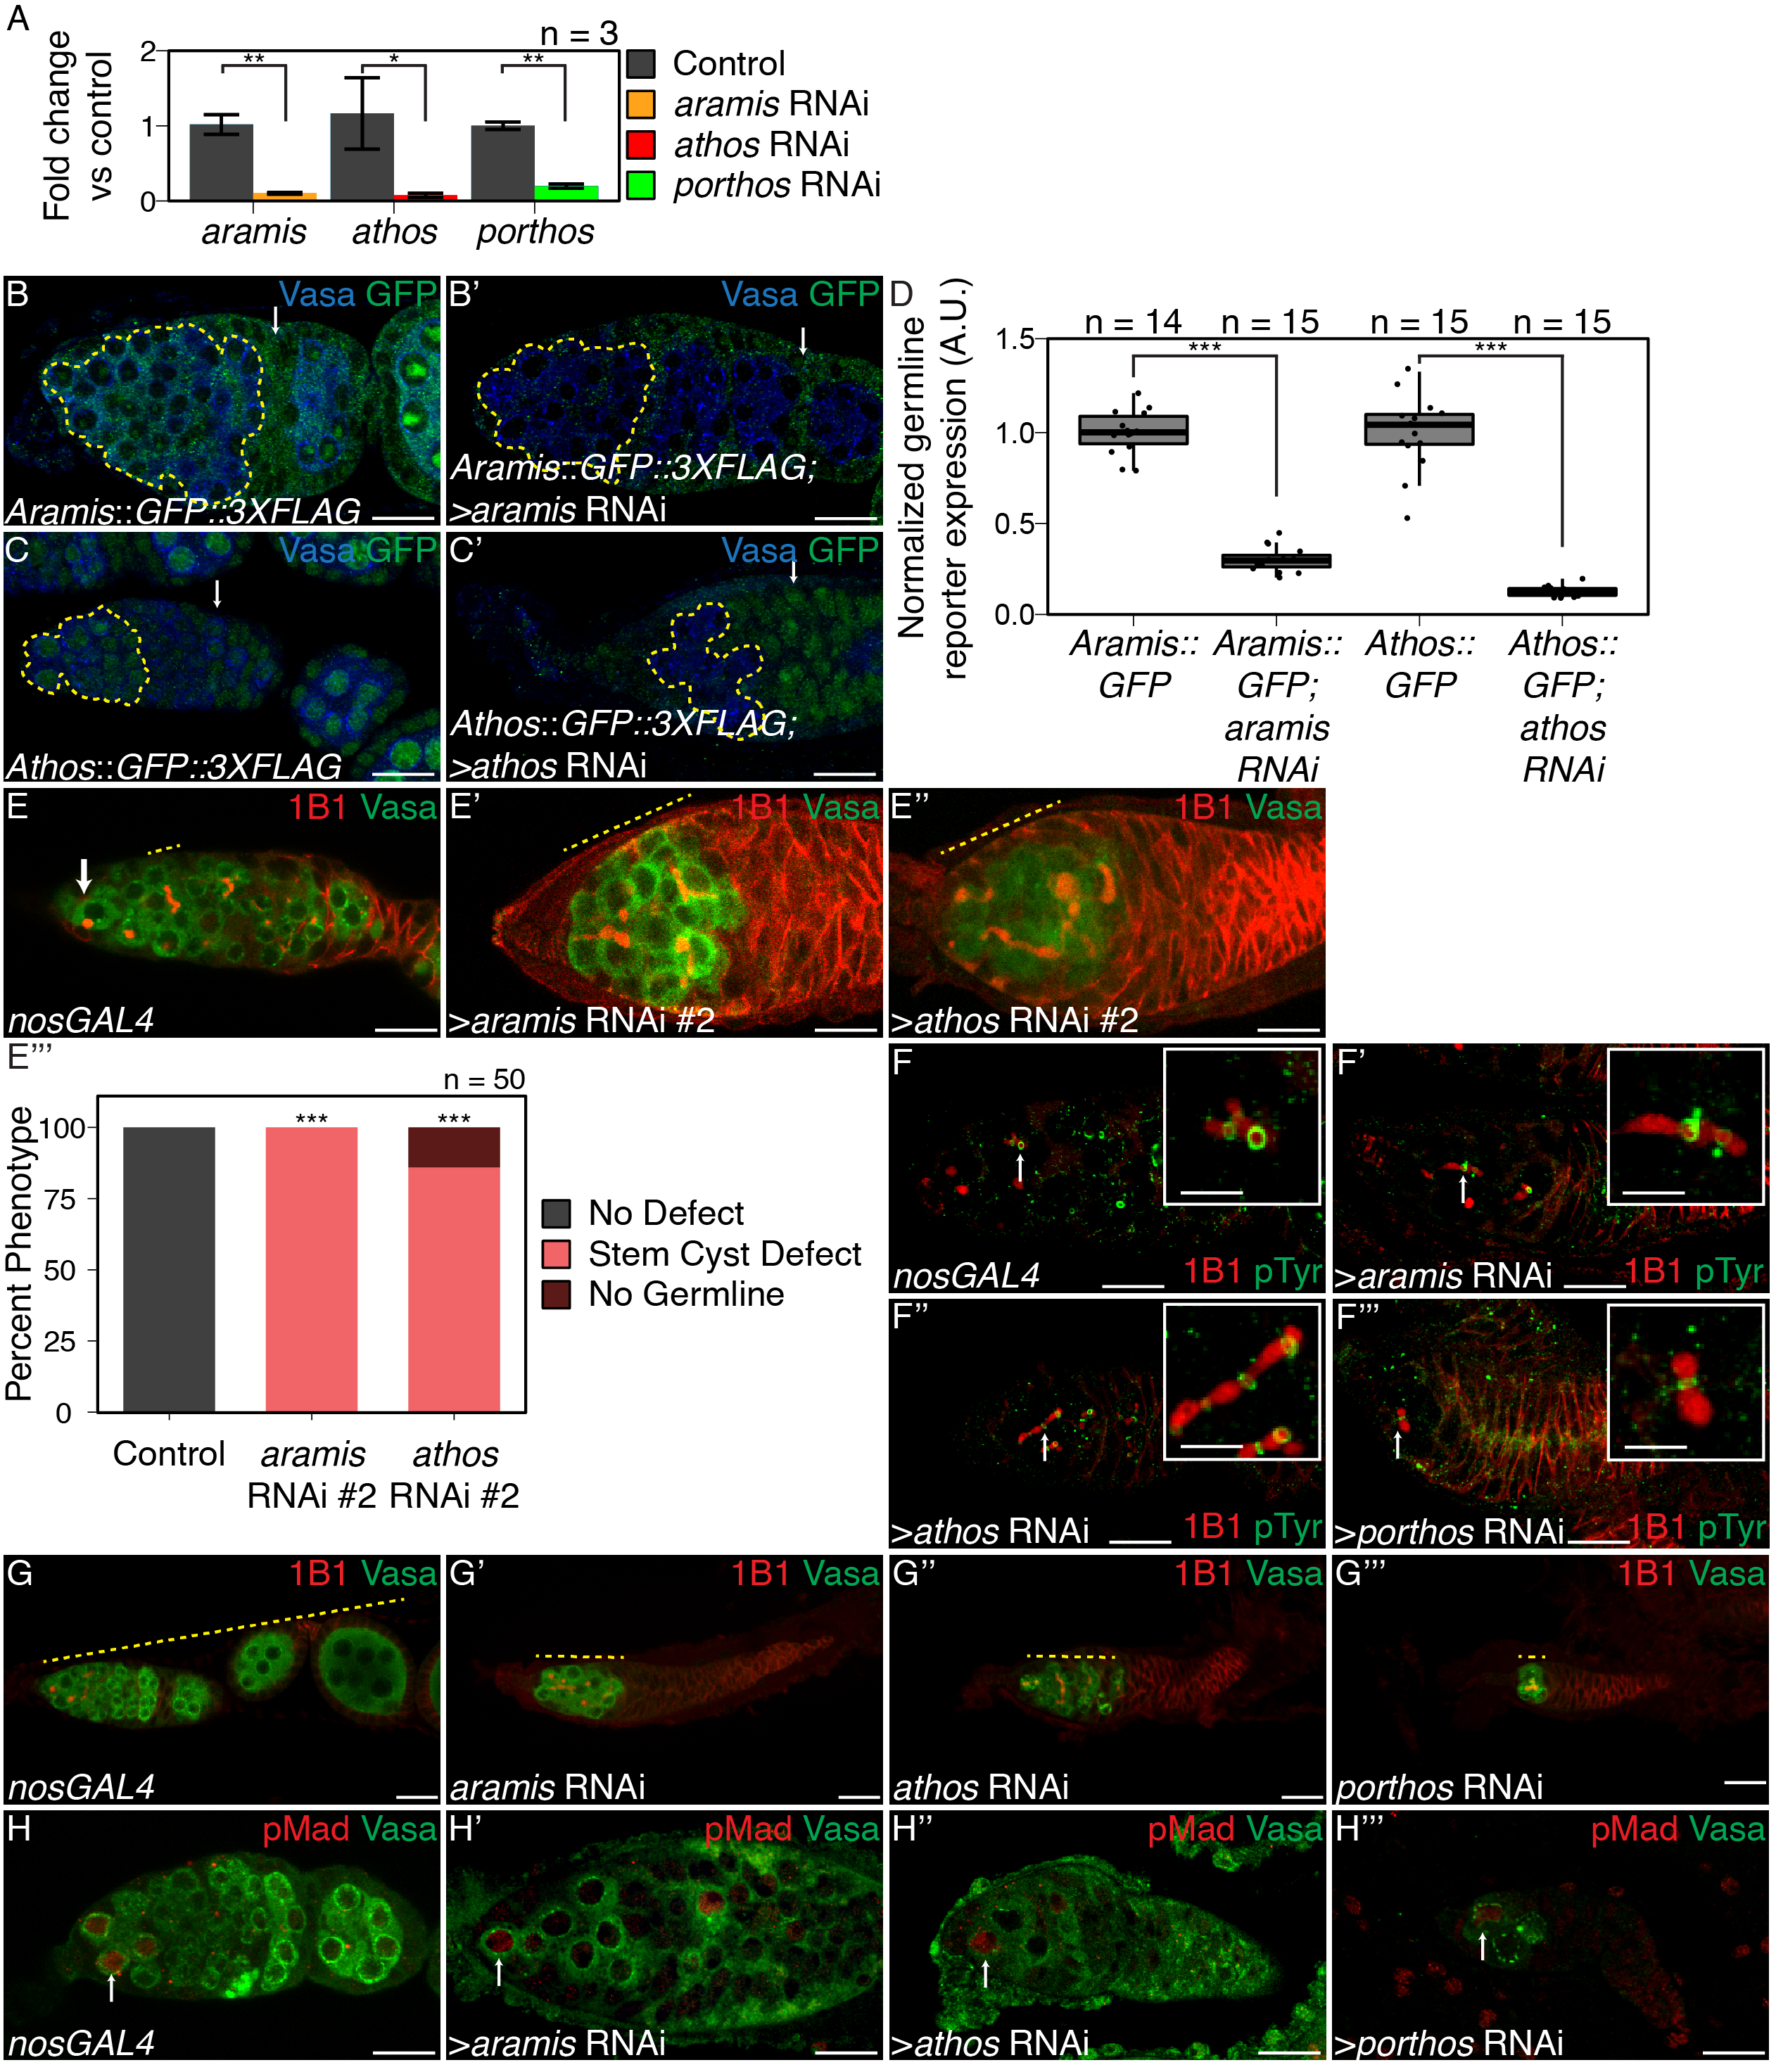 A
Fold change
vs control
2
1
0
n = 3
**
*
**
aramis
athos
porthos
Control
aramis RNAi
athos RNAi
porthos RNAi
B
Vasa GFP
Aramis::GFP::3XFLAG
B’
Vasa GFP
Aramis::GFP::3XFLAG;
>aramis RNAi
C
Vasa GFP
Athos::GFP::3XFLAG
C’
Vasa GFP
Athos::GFP::3XFLAG;
>athos RNAi
D
Normalized germline
reporter expression (A.U.)
n = 14
n = 15
n = 15
n = 15
1.5
1.0
0.5
0.0
***
***
Aramis::
GFP
Aramis::
GFP;
aramis
RNAi
Athos::
GFP
Athos::
GFP;
athos
RNAi
E
1B1 Vasa
nosGAL4
E’
1B1 Vasa
>aramis RNAi #2
E’’
1B1 Vasa
>athos RNAi #2
E’’’
Percent Phenotype
n = 50
100
75
50
25
0
***
***
Control
aramis
RNAi #2
athos
RNAi #2
No Defect
Stem Cyst Defect
No Germline
F
nosGAL4
1B1 pTyr
F’
>aramis RNAi
1B1 pTyr
F’’
>athos RNAi
1B1 pTyr
F’’’
>porthos RNAi
1B1 pTyr
G
1B1 Vasa
nosGAL4
G’
1B1 Vasa
aramis RNAi
G’’
1B1 Vasa
athos RNAi
G’’’
1B1 Vasa
porthos RNAi
H
pMad Vasa
nosGAL4
H’
pMad Vasa
>aramis RNAi
H’’
pMad Vasa
>athos RNAi
H’’’
pMad Vasa
>porthos RNAi